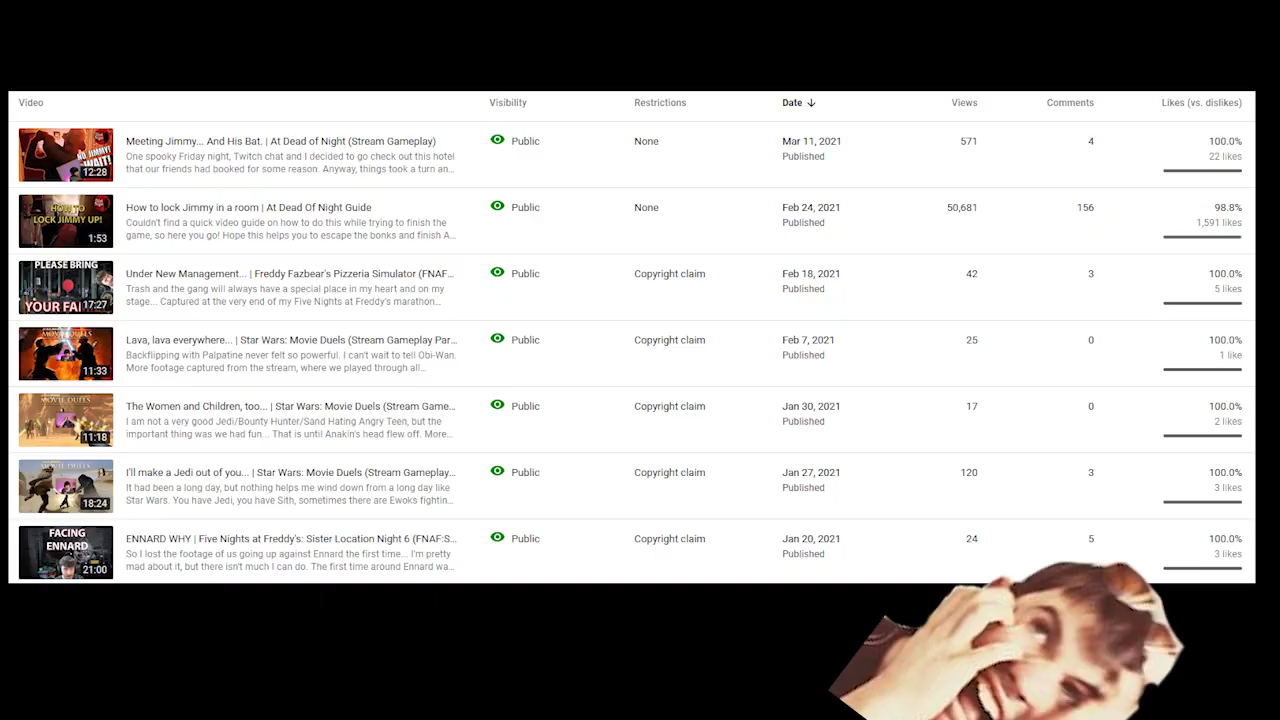 Video Visibility Restrictions Date ↓ Views Comments Likes (vs. dislikes)
NO JIMMY!
WAIT!
12:28
Meeting Jimmy... And His Bat. | At Dead of Night (Stream Gameplay)
One spooky Friday night, Twitch chat and I decided to go check out this hotel
that our friends had booked for some reason. Anyway, things took a turn an...
Public None Mar 11, 2021 571 4 100.0%
Published 22 likes
HOW TO
LOCK JIMMY UP!
1:53
How to lock Jimmy in a room | At Dead Of Night Guide
Couldn't find a quick video guide on how to do this while trying to finish the
game, so here you go! Hope this helps you to escape the bonks and finish A...
Public None Feb 24, 2021 50,681 156 98.8%
Published 1,591 likes
PLEASE BRING
YOUR FA
17:27
Under New Management... | Freddy Fazbear's Pizzeria Simulator (FNAF...
Trash and the gang will always have a special place in my heart and on my
stage... Captured at the very end of my Five Nights at Freddy's marathon...
Public Copyright claim Feb 18, 2021 42 3 100.0%
Published 5 likes
MOVIE DUELS
11:33
Lava, lava everywhere... | Star Wars: Movie Duels (Stream Gameplay Par...
Backflipping with Palpatine never felt so powerful. I can't wait to tell Obi-Wan.
More footage captured from the stream, where we played through all...
Public Copyright claim Feb 7, 2021 25 0 100.0%
Published 1 like
MOVIE DUELS
11:18
The Women and Children, too... | Star Wars: Movie Duels (Stream Game...
I am not a very good Jedi/Bounty Hunter/Sand Hating Angry Teen, but the
important thing was we had fun... That is until Anakin's head flew off. More...
Public Copyright claim Jan 30, 2021 17 0 100.0%
Published 2 likes
MOVIE DUELS
18:24
I'll make a Jedi out of you... | Star Wars: Movie Duels (Stream Gameplay...
It had been a long day, but nothing helps me wind down from a long day like
Star Wars. You have Jedi, you have Sith, sometimes there are Ewoks fightin...
Public Copyright claim Jan 27, 2021 120 3 100.0%
Published 3 likes
FACING
ENNARD
21:00
ENNARD WHY | Five Nights at Freddy's: Sister Location Night 6 (FNAF:S...
So I lost the footage of us going up against Ennard the first time... I'm pretty
mad about it, but there isn't much I can do. The first time around Ennard wa...
Public Copyright claim Jan 20, 2021 24 5 100.0%
Published 3 likes